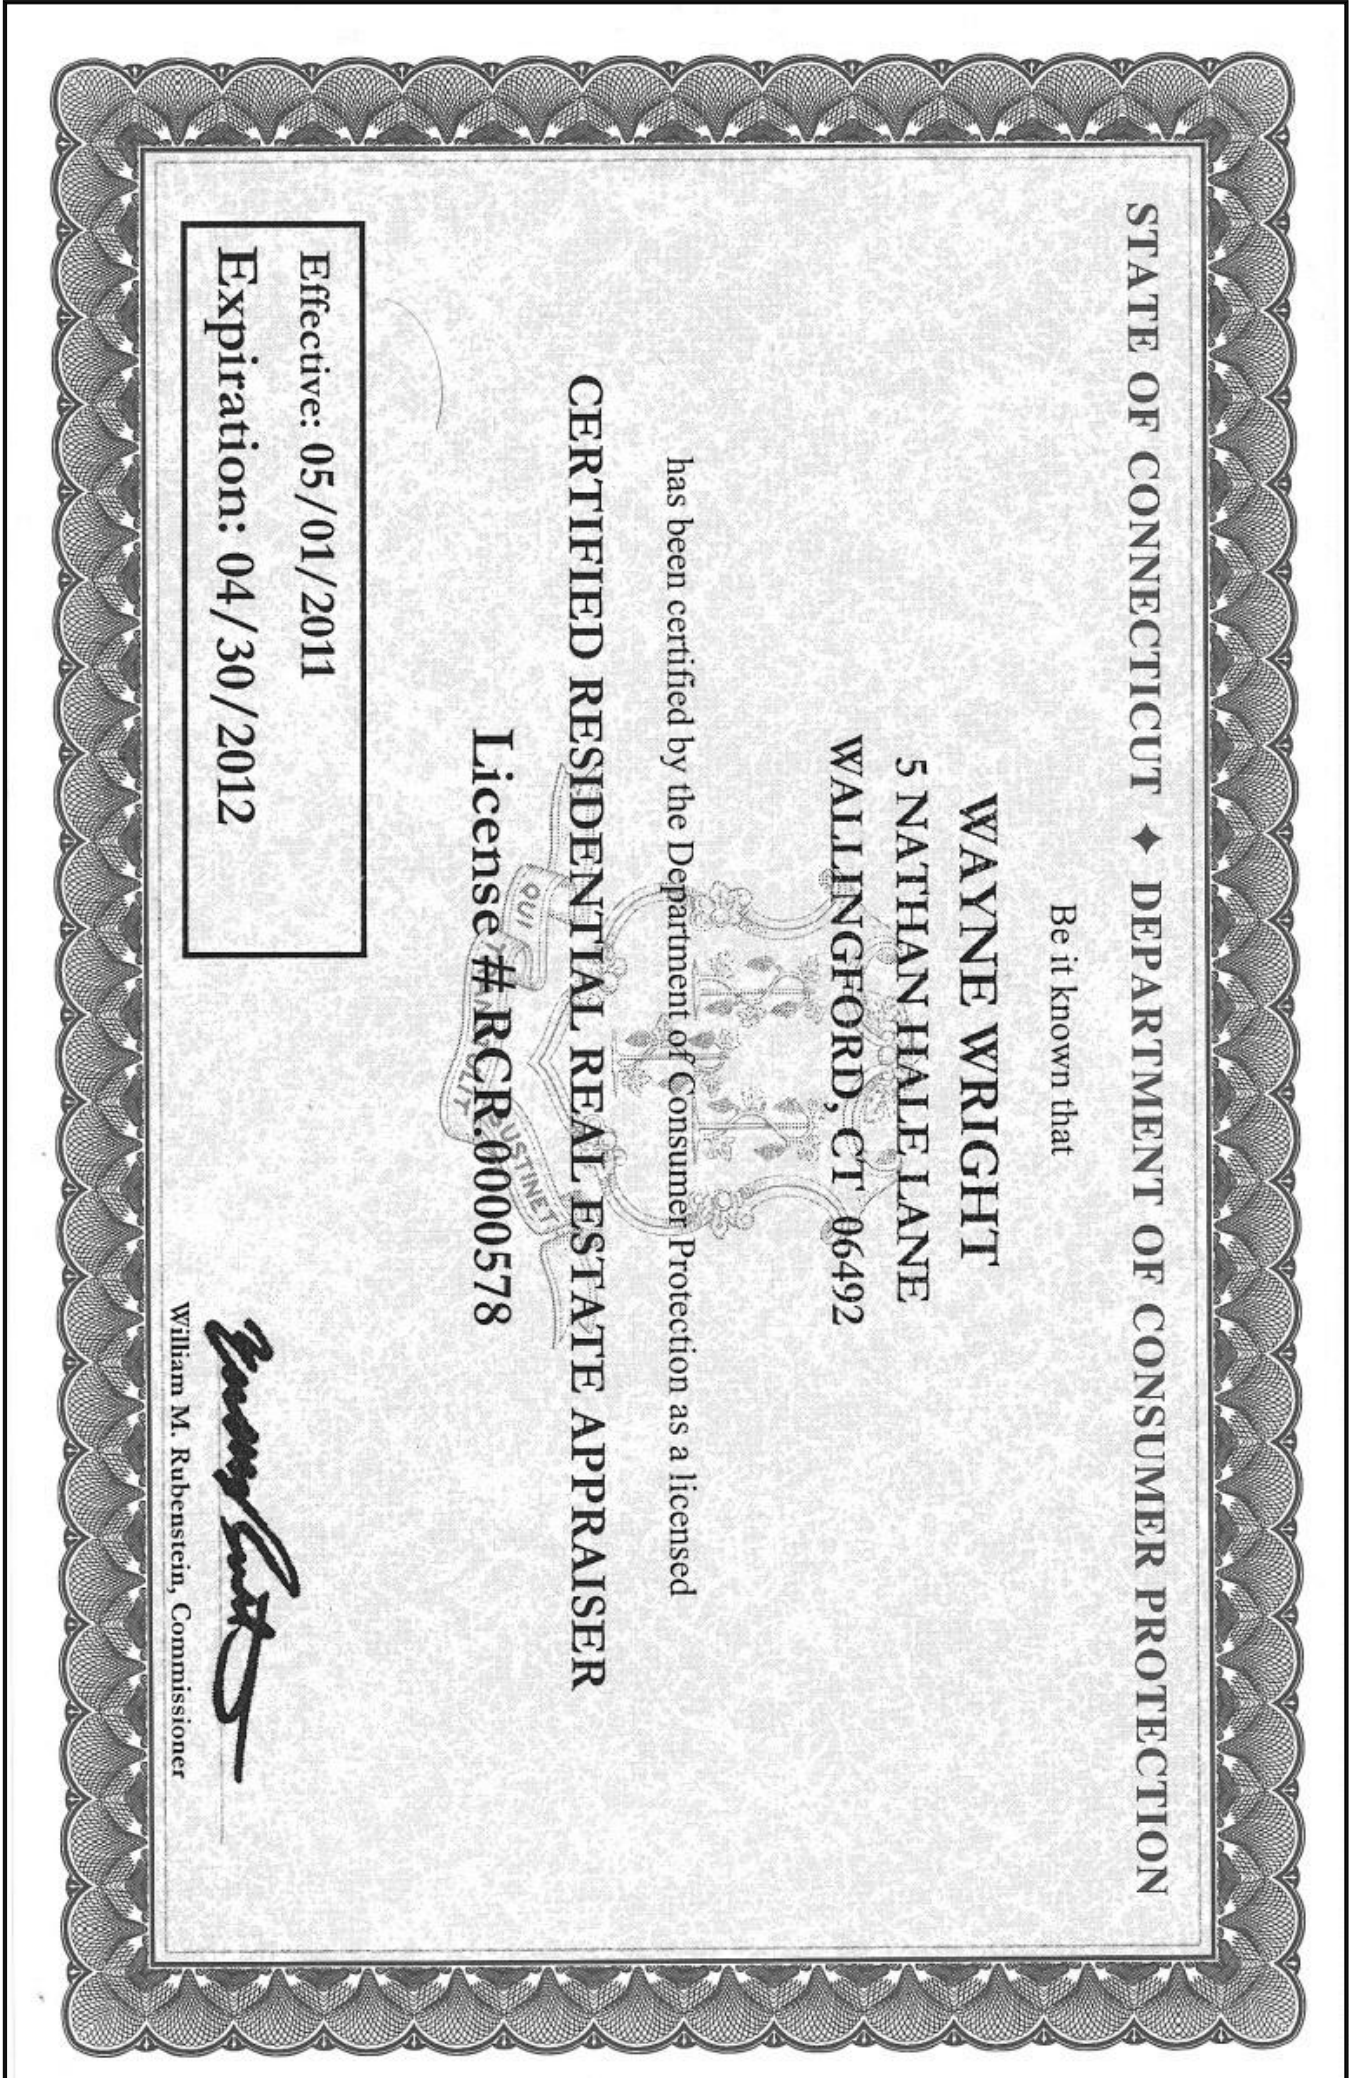 STATE OF CONNECTICUT ✦ DEPARTMENT OF CONSUMER PROTECTION
Be it known that
WAYNE WRIGHT
5 NATHAN HALE LANE
WALLINGFORD, CT 06492
has been certified by the Department of Consumer Protection as a licensed
CERTIFIED RESIDENTIAL REAL ESTATE APPRAISER
License # RCR.0000578
QUI SUSTINET
Effective: 05/01/2011
Expiration: 04/30/2012
William M. Rubenstein, Commissioner